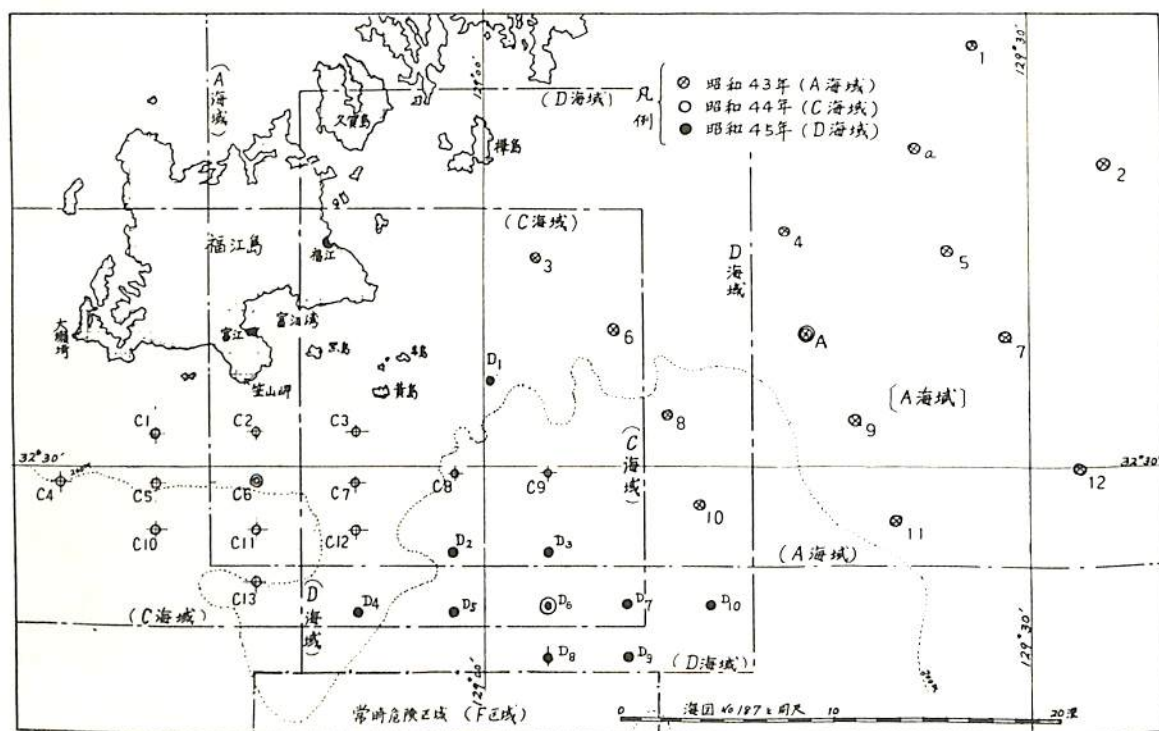 129°30'
1
129°00'
(A海域)
(D海域)
凡例
⊗ 昭和43年(A海域)
○ 昭和44年(C海域)
● 昭和45年(D海域)
久賀島
椛島
a
2
(C海域)
福江島
福江
3
4
5
D海域
大瀬埼
富江
富江湾
黒島
黄島
笠山岬
6
A
7
D1
[A海域]
C1
C2
C3
8
9
(C海域)
32°30'
200m
32°30'
C4
C5
C6
C7
C8
C9
10
11
12
C10
C11
C12
D2
D3
(A海域)
C13
(C海域)
(D海域)
D4
D5
D6
D7
D10
D8
D9
(D海域)
129°00'
129°30'
200m
常時危険区域 (F区域)
海図No187と同尺
0
10
20浬